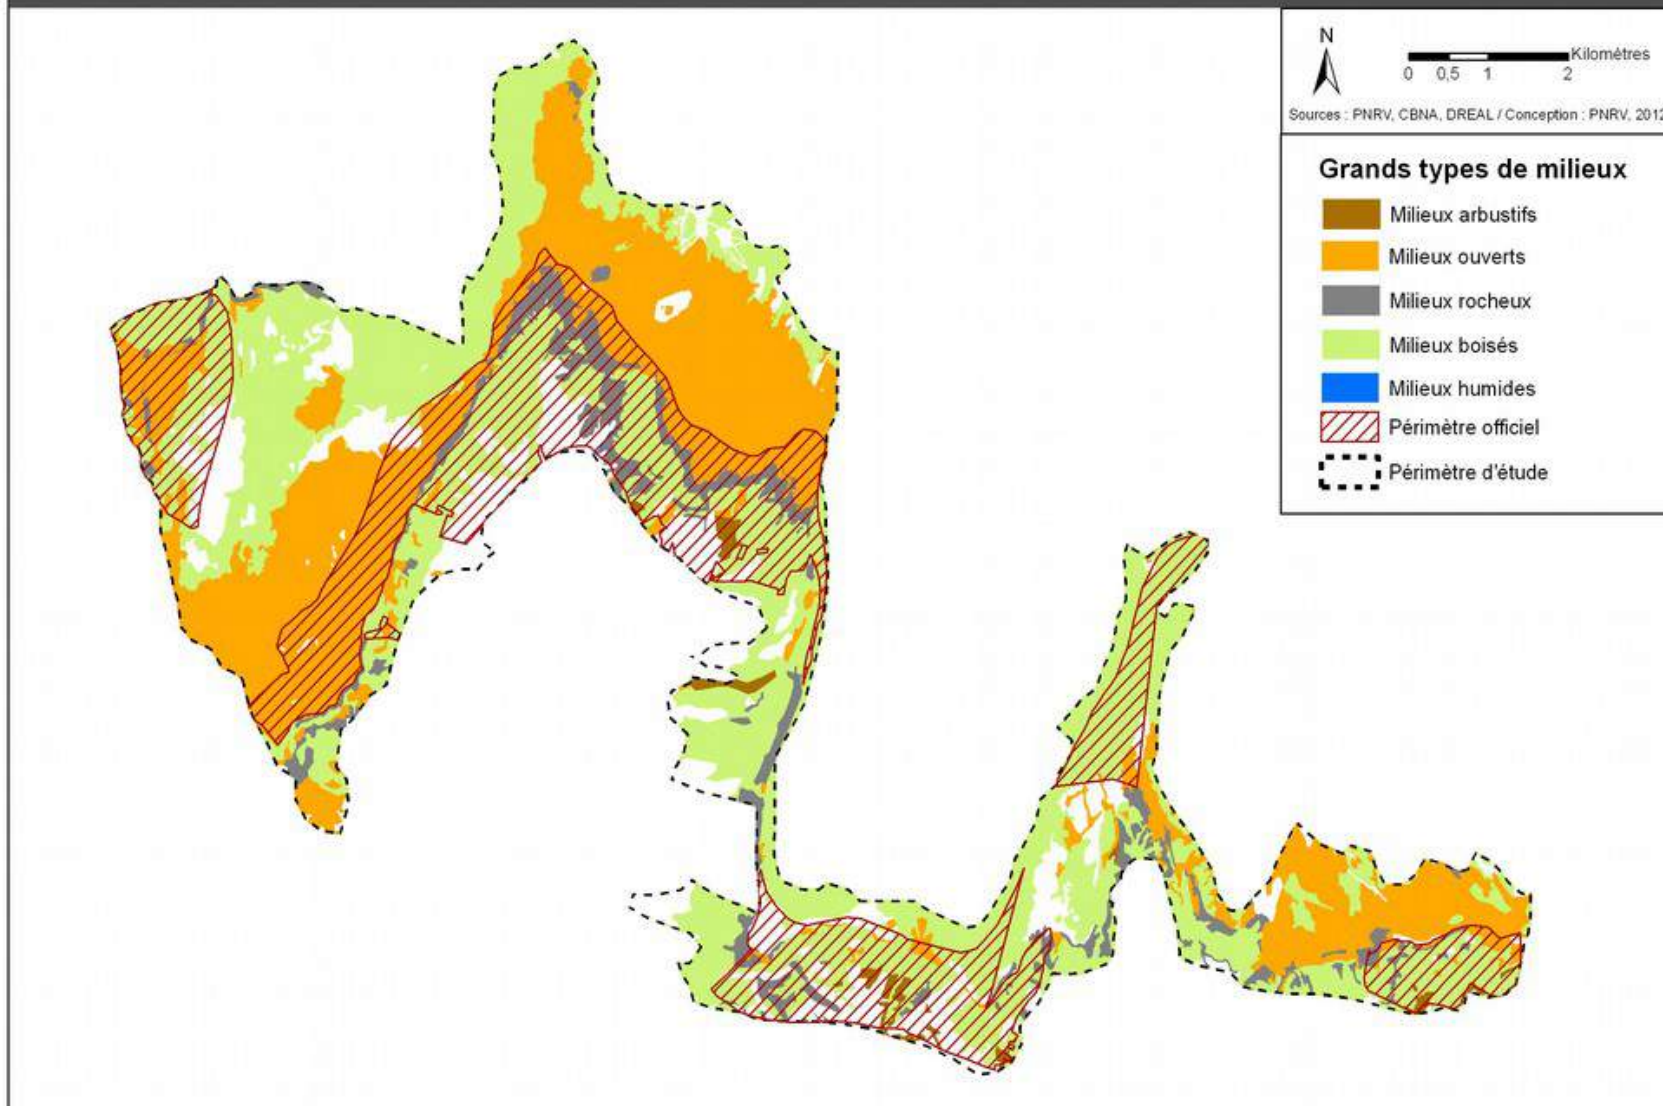 N
Kilométres
0 0,5 1 2
Sources : PNRV, CBNA, DREAL / Conception : PNRV, 2012
Grands types de milieux
Milieux arbustifs
Milieux ouverts
Milieux rocheux
Milieux boisés
Milieux humides
Périmètre officiel
Périmètre d'étude